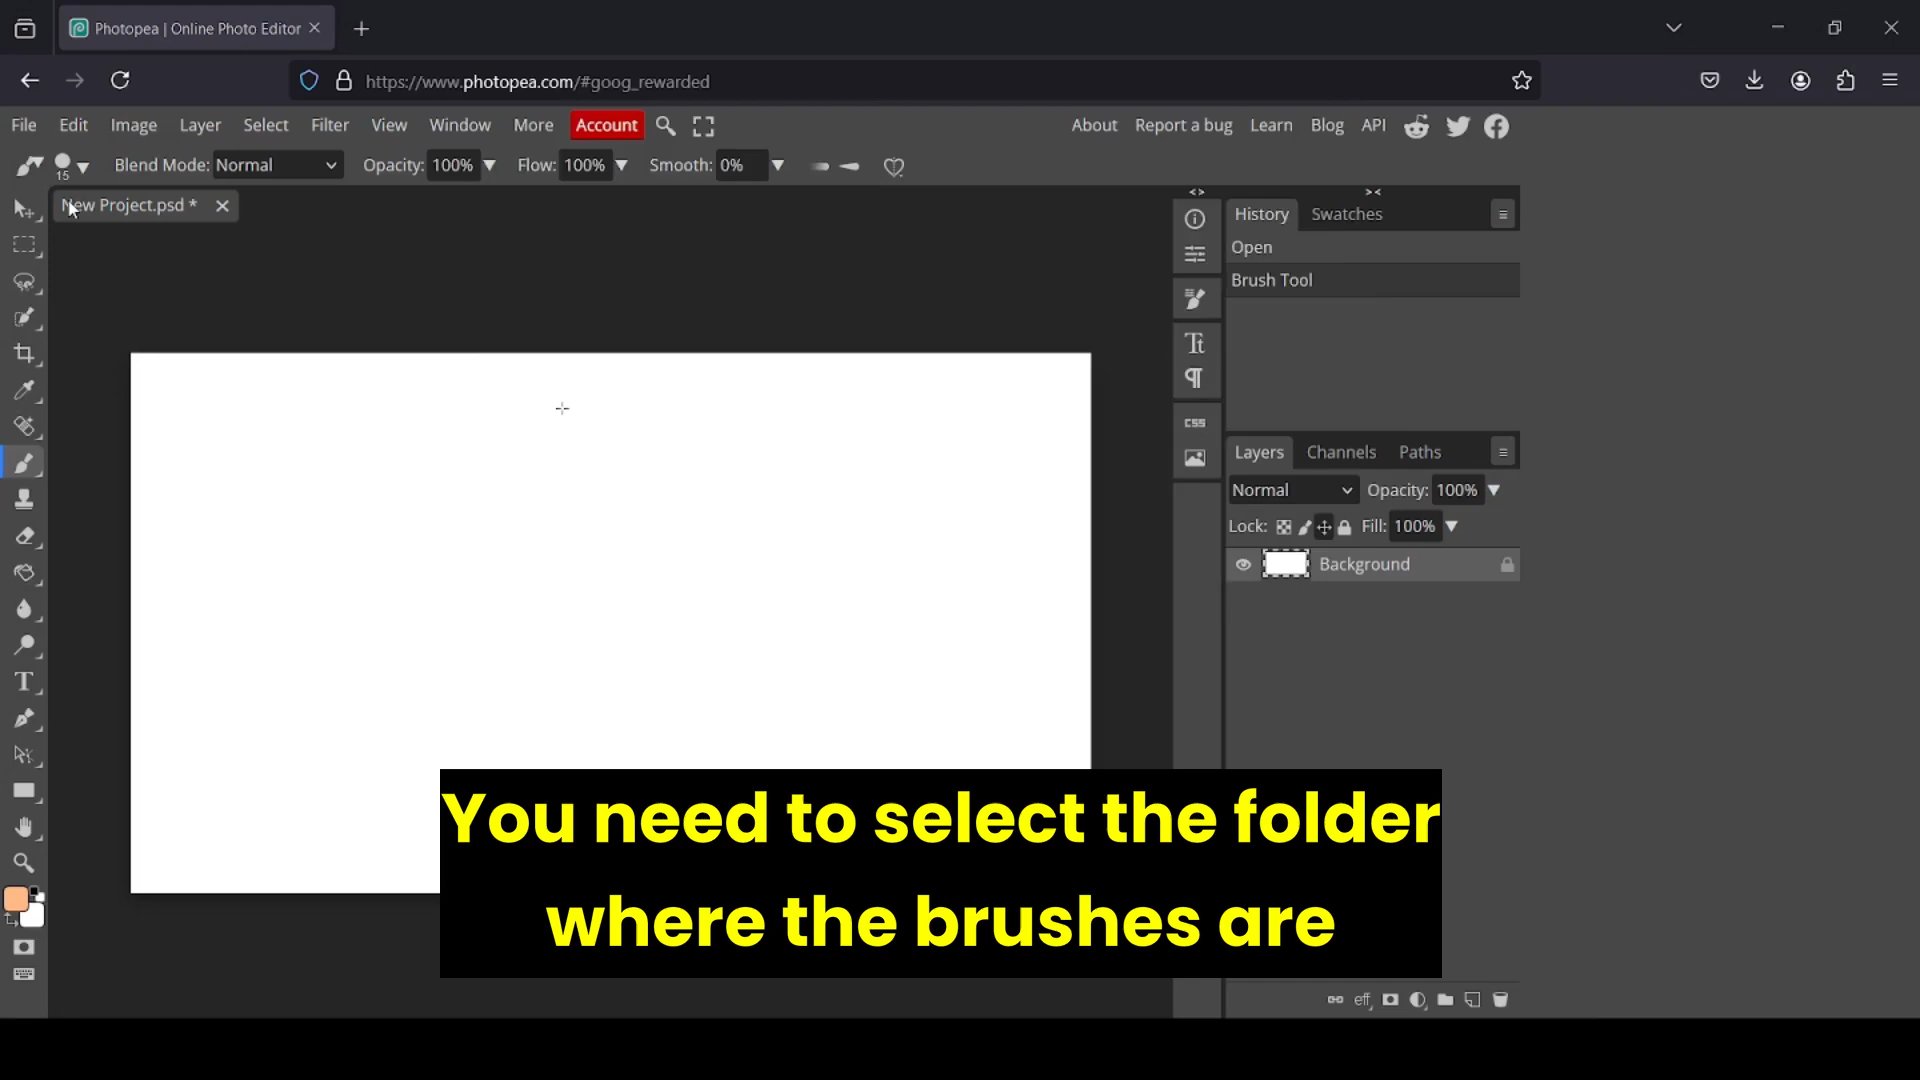 Photopea | Online Photo Editor
https://www.photopea.com/#goog_rewarded
File Edit Image Layer Select Filter View Window More Account About Report a bug Learn Blog API
15 Blend Mode: Normal Opacity: 100% Flow: 100% Smooth: 0%
New Project.psd *
< > > <
History Swatches
Open
Brush Tool
CSS
Layers Channels Paths
Normal Opacity: 100%
Lock: Fill: 100%
Background
You need to select the folder
where the brushes are
eff